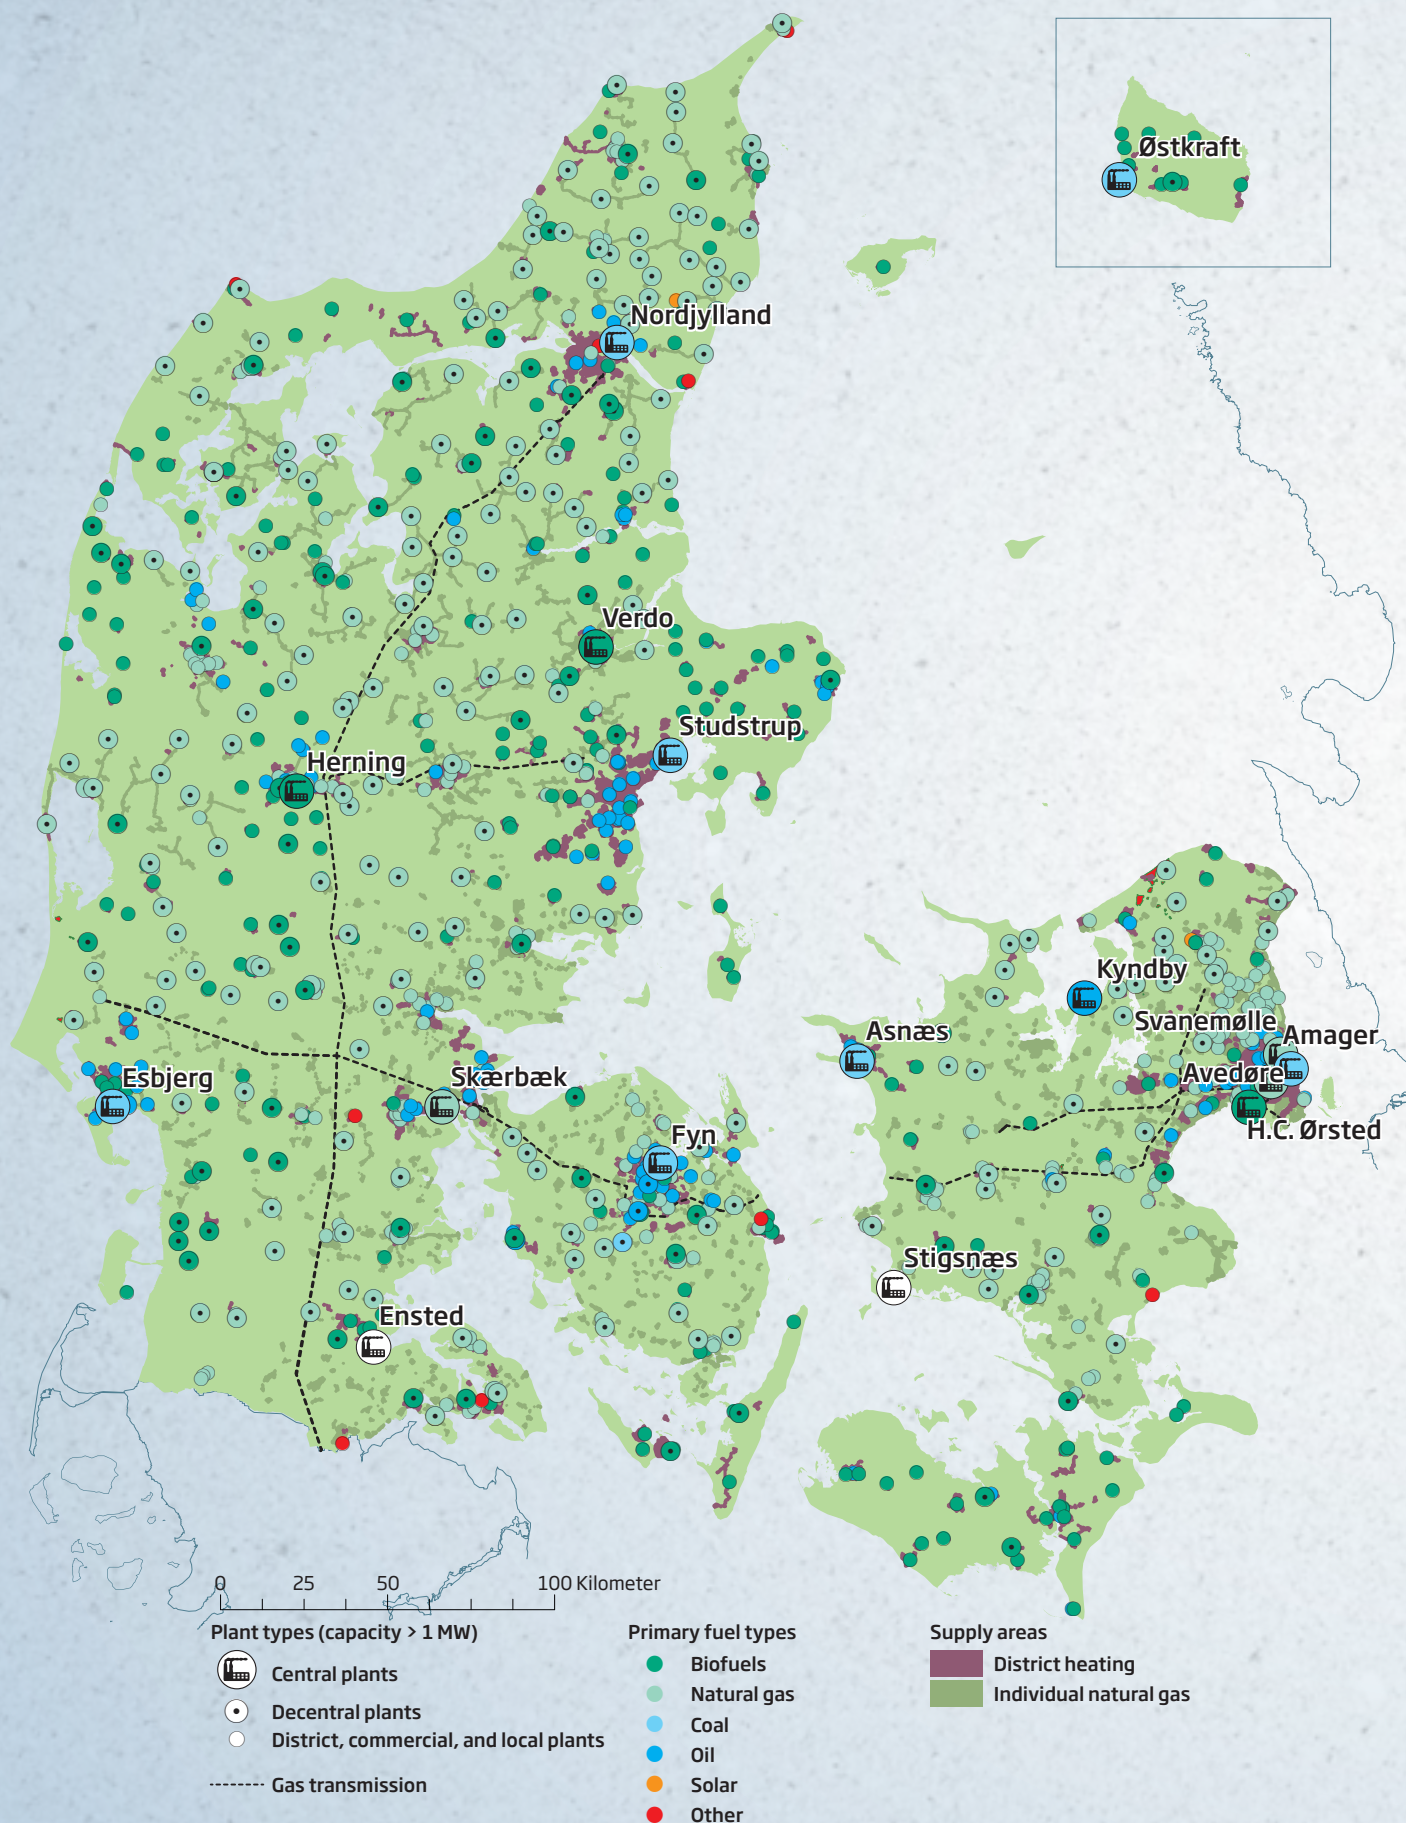 Østkraft
Nordjylland
Verdo
Studstrup
Herning
Kyndby
Svanemølle
Asnæs
Amager
Esbjerg
Skærbæk
Avedøre
H.C. Ørsted
Fyn
Stigsnæs
Ensted
0 25 50 100 Kilometer
Plant types (capacity > 1 MW)
Central plants
Decentral plants
District, commercial, and local plants
Gas transmission
Primary fuel types
Biofuels
Natural gas
Coal
Oil
Solar
Other
Supply areas
District heating
Individual natural gas